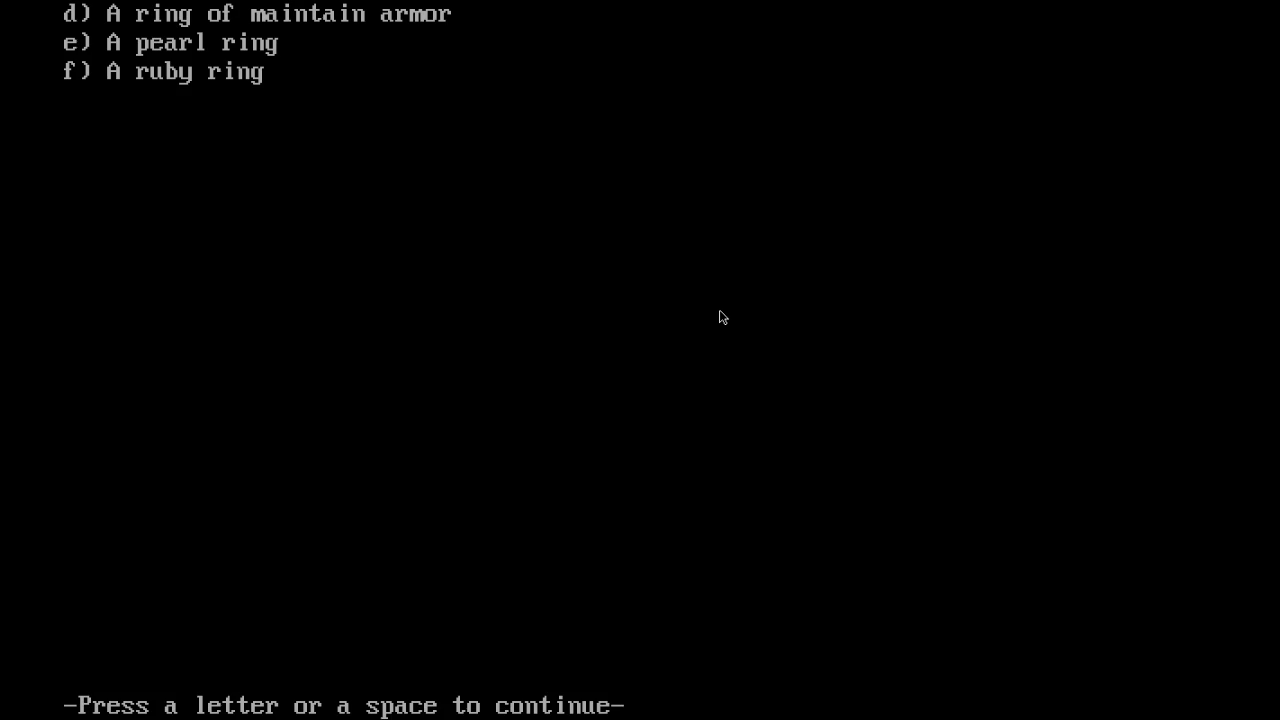 d) A ring of maintain armor
e) A pearl ring
f) A ruby ring
-Press a letter or a space to continue-